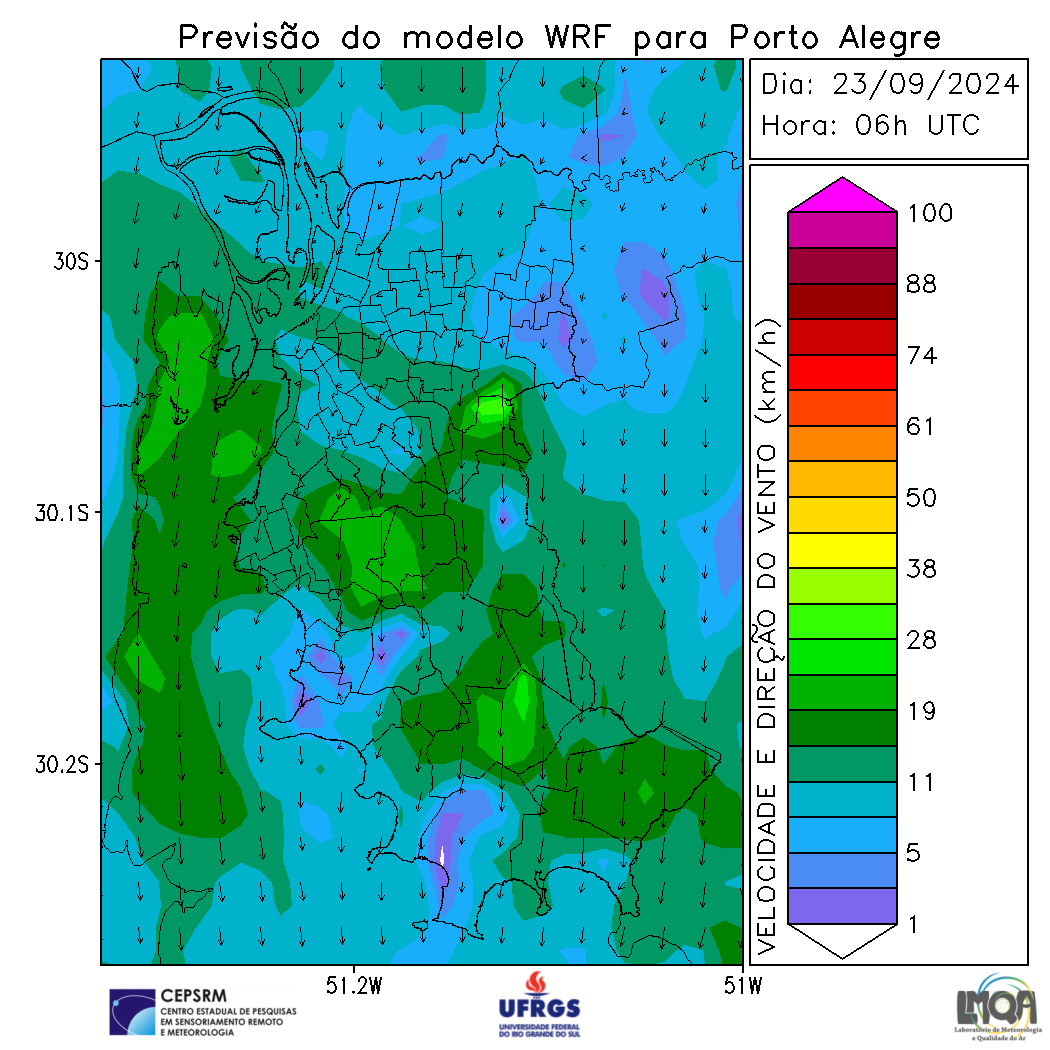 Previsão do modelo WRF para Porto Alegre
Dia: 23/09/2024
Hora: 06h UTC
30S
30.1S
30.2S
51.2W
51W
VELOCIDADE E DIREÇÃO DO VENTO (km/h)
100
88
74
61
50
38
28
19
11
5
1
CEPSRM
CENTRO ESTADUAL DE PESQUISAS
EM SENSORIAMENTO REMOTO
E METEOROLOGIA
UFRGS
UNIVERSIDADE FEDERAL
DO RIO GRANDE DO SUL
LMQA
Laboratório de Meteorologia
e Qualidade do Ar